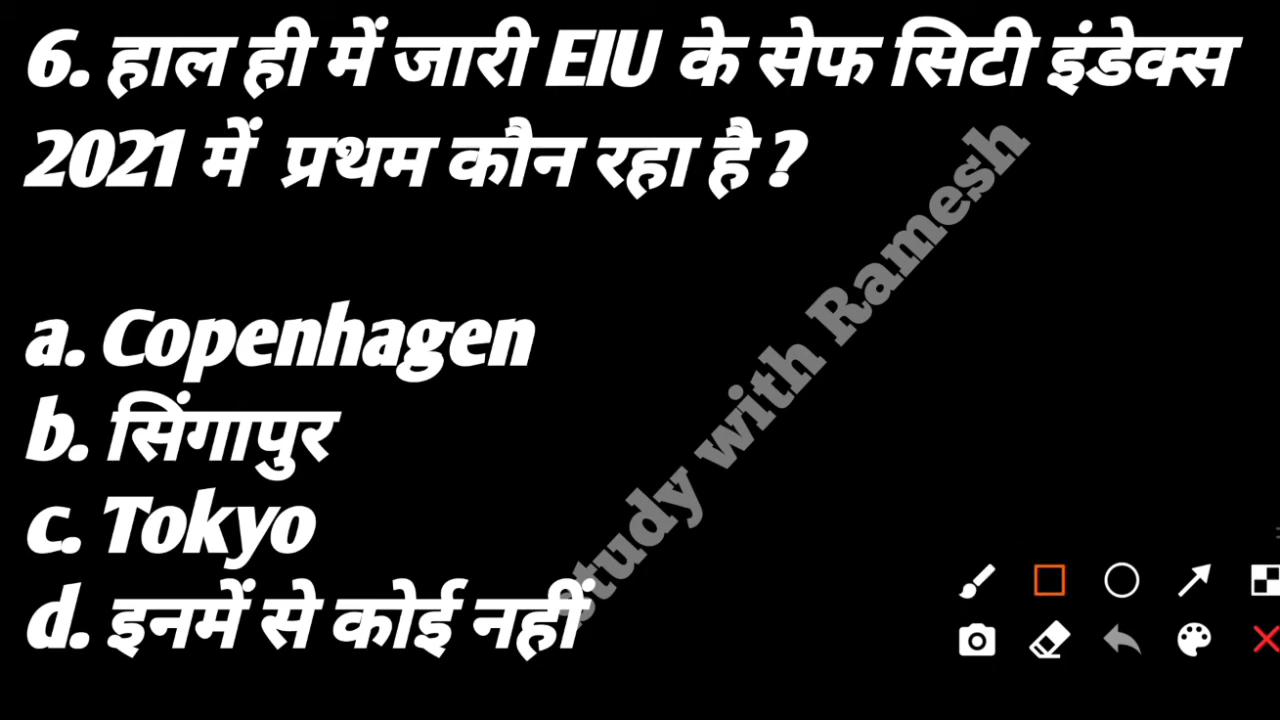 6. हाल ही में जारी EIU के सेफ सिटी इंडेक्स
2021 में प्रथम कौन रहा है ?
a. Copenhagen
b. सिंगापुर
c. Tokyo
d. इनमें से कोई नहीं
study with Ramesh